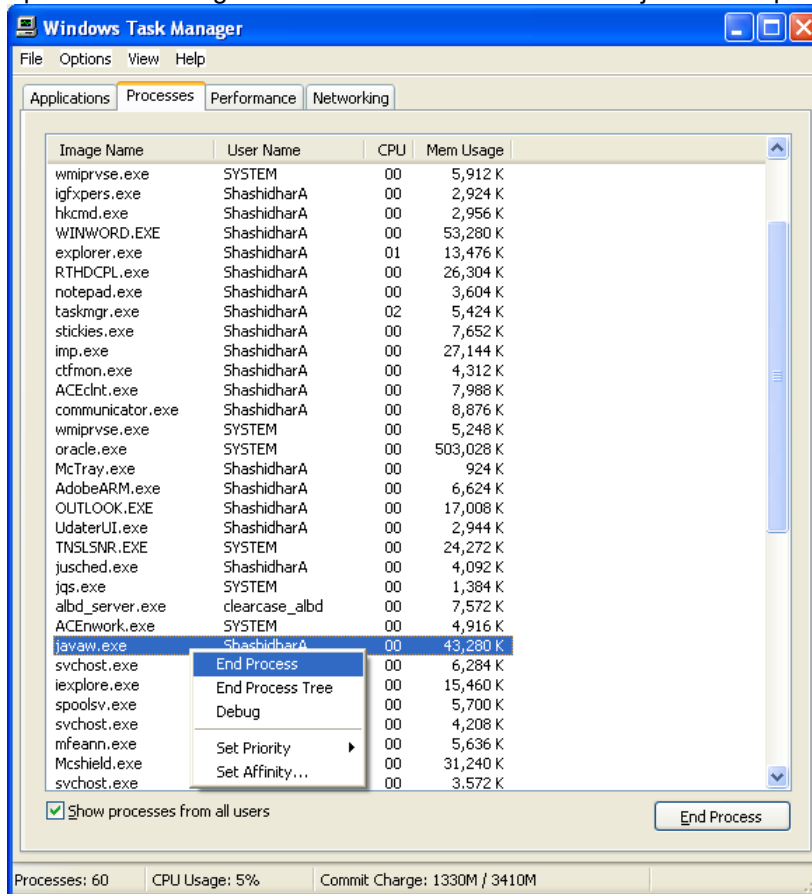 Windows Task Manager
File Options View Help
Applications Processes Performance Networking
Image Name User Name CPU Mem Usage
wmiprvse.exe SYSTEM 00 5,912 K
igfxpers.exe ShashidharA 00 2,924 K
hkcmd.exe ShashidharA 00 2,956 K
WINWORD.EXE ShashidharA 00 53,280 K
explorer.exe ShashidharA 01 13,476 K
RTHDCPL.exe ShashidharA 00 26,304 K
notepad.exe ShashidharA 00 3,604 K
taskmgr.exe ShashidharA 02 5,424 K
stickies.exe ShashidharA 00 7,652 K
imp.exe ShashidharA 00 27,144 K
ctfmon.exe ShashidharA 00 4,312 K
ACEclnt.exe ShashidharA 00 7,988 K
communicator.exe ShashidharA 00 8,876 K
wmiprvse.exe SYSTEM 00 5,248 K
oracle.exe SYSTEM 00 503,028 K
McTray.exe ShashidharA 00 924 K
AdobeARM.exe ShashidharA 00 6,624 K
OUTLOOK.EXE ShashidharA 00 17,008 K
UdaterUI.exe ShashidharA 00 2,944 K
TNSLSNR.EXE SYSTEM 00 24,272 K
jusched.exe ShashidharA 00 4,092 K
jqs.exe SYSTEM 00 1,384 K
albd_server.exe clearcase_albd 00 7,572 K
ACEnwork.exe SYSTEM 00 4,916 K
javaw.exe ShashidharA 00 43,280 K
svchost.exe End Process 00 6,284 K
iexplore.exe End Process Tree 00 15,460 K
spoolsv.exe Debug 00 5,700 K
svchost.exe 00 4,208 K
mfeann.exe Set Priority 00 5,636 K
Mcshield.exe Set Affinity... 00 31,240 K
svchost.exe 00 3,572 K
Show processes from all users End Process
Processes: 60 CPU Usage: 5% Commit Charge: 1330M / 3410M